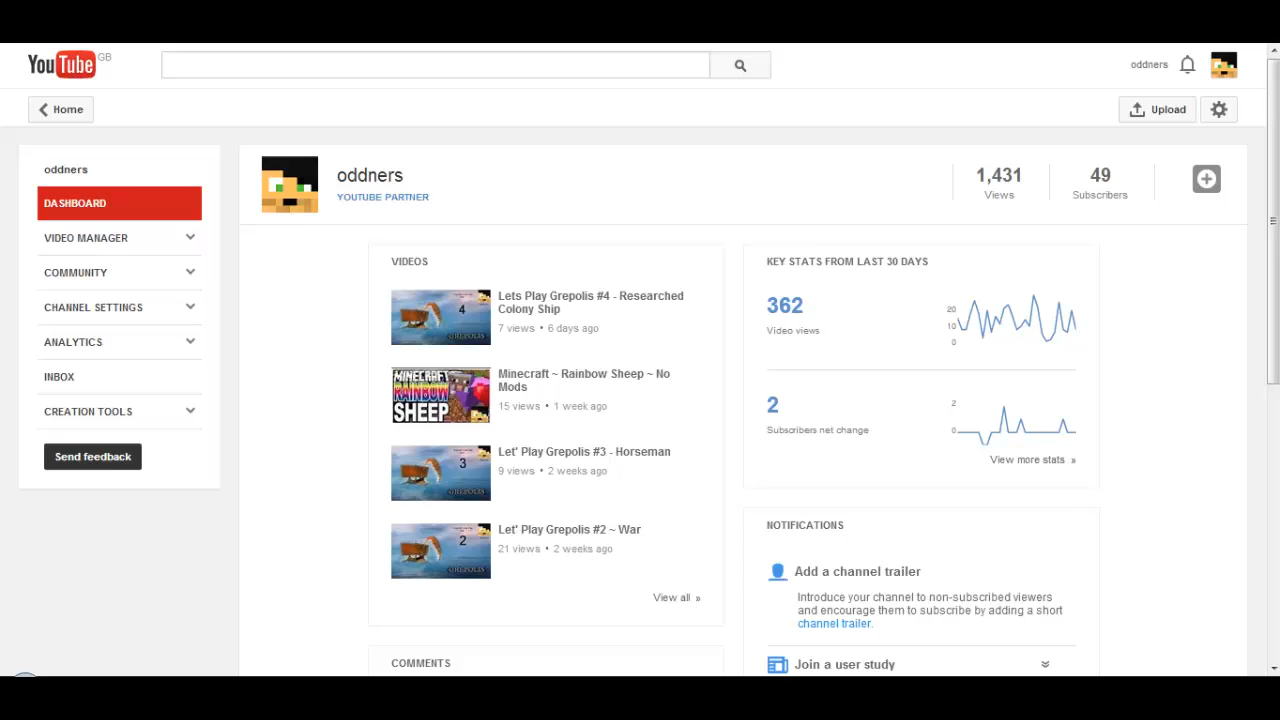 YouTube GB
oddners
Home
Upload
oddners
DASHBOARD
VIDEO MANAGER
COMMUNITY
CHANNEL SETTINGS
ANALYTICS
INBOX
CREATION TOOLS
Send feedback
oddners
YOUTUBE PARTNER
1,431
Views
49
Subscribers
VIDEOS
4
Lets Play Grepolis #4 - Researched
Colony Ship
7 views • 6 days ago
MINECRAFT
RAINBOW
SHEEP
Minecraft ~ Rainbow Sheep ~ No
Mods
15 views • 1 week ago
3
Let' Play Grepolis #3 - Horseman
9 views • 2 weeks ago
2
Let' Play Grepolis #2 ~ War
21 views • 2 weeks ago
View all »
COMMENTS
KEY STATS FROM LAST 30 DAYS
362
Video views
20
10
0
2
Subscribers net change
2
0
View more stats »
NOTIFICATIONS
Add a channel trailer
Introduce your channel to non-subscribed viewers
and encourage them to subscribe by adding a short
channel trailer.
Join a user study